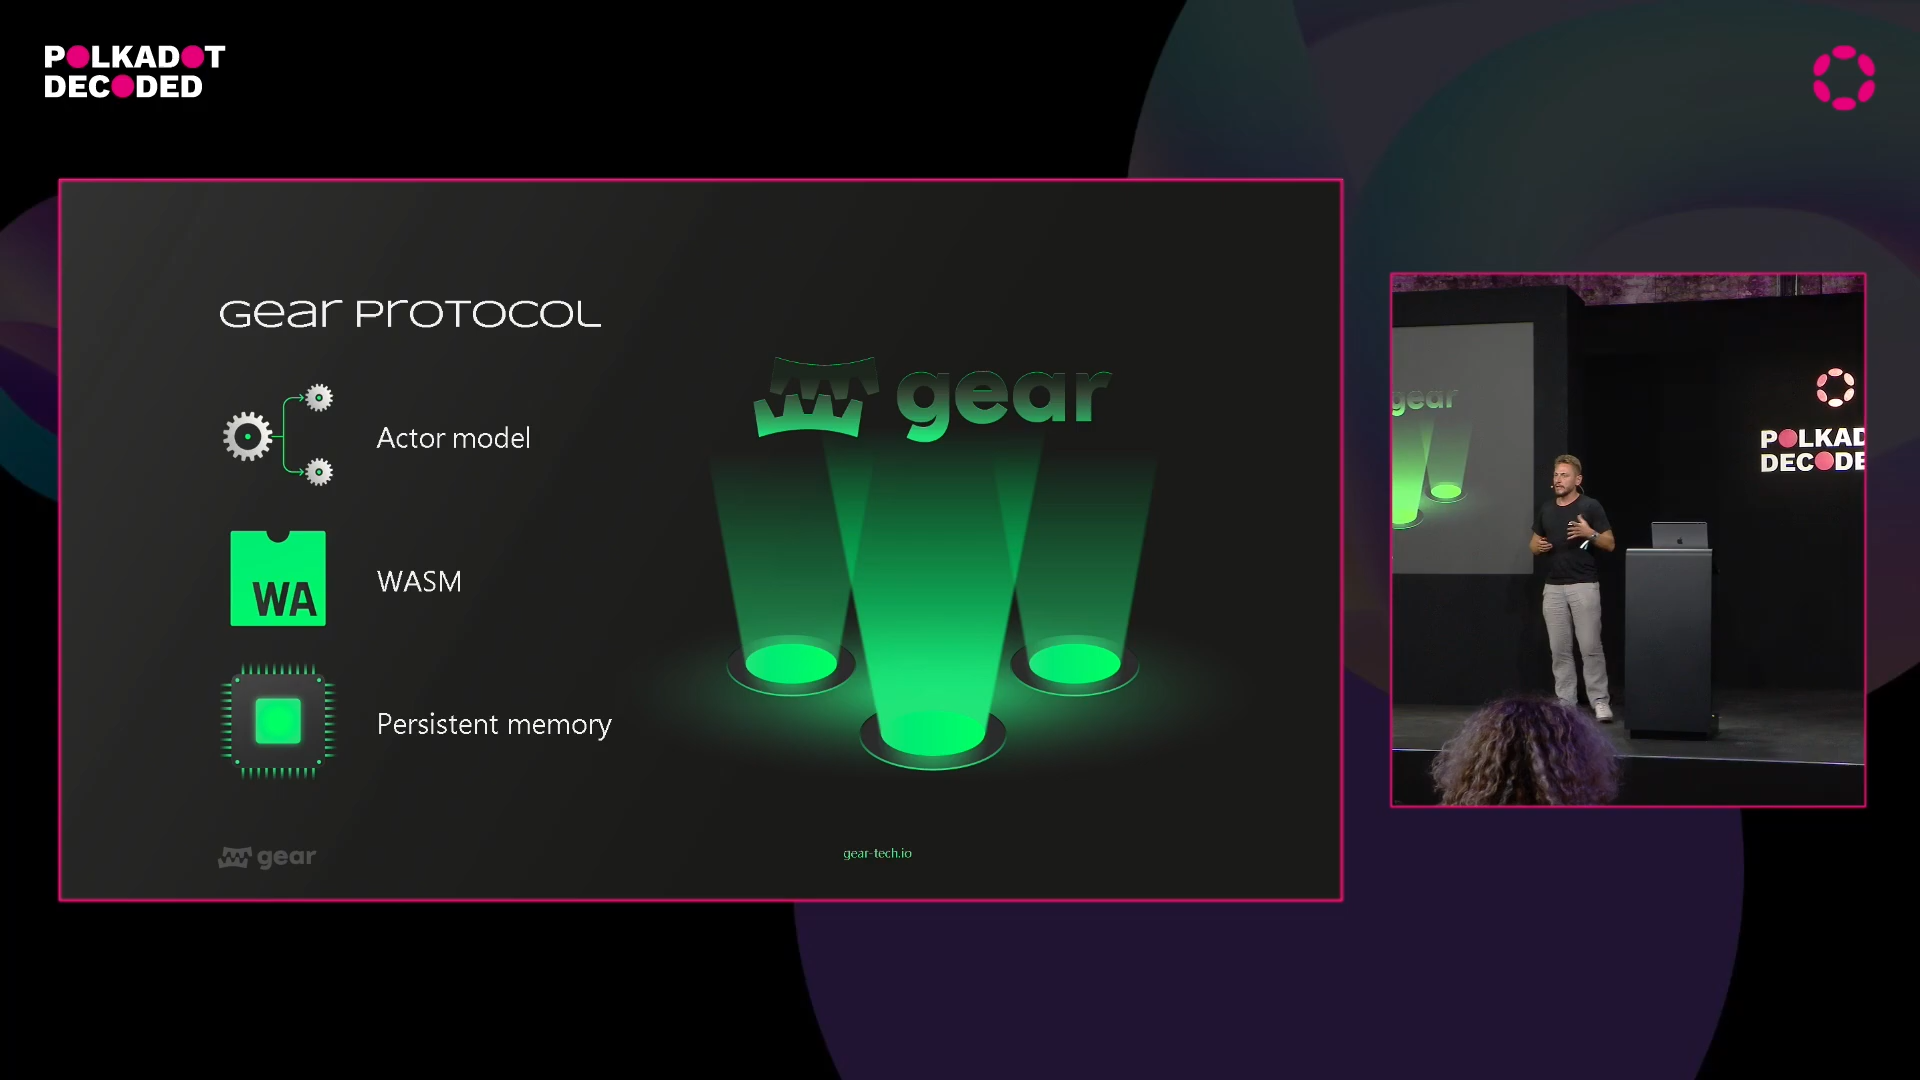 POLKADOT
DECODED
Gear PROTOCOL
Actor model
WA
WASM
Persistent memory
gear
gear
gear-tech.io
gear
POLKAD
DECODE